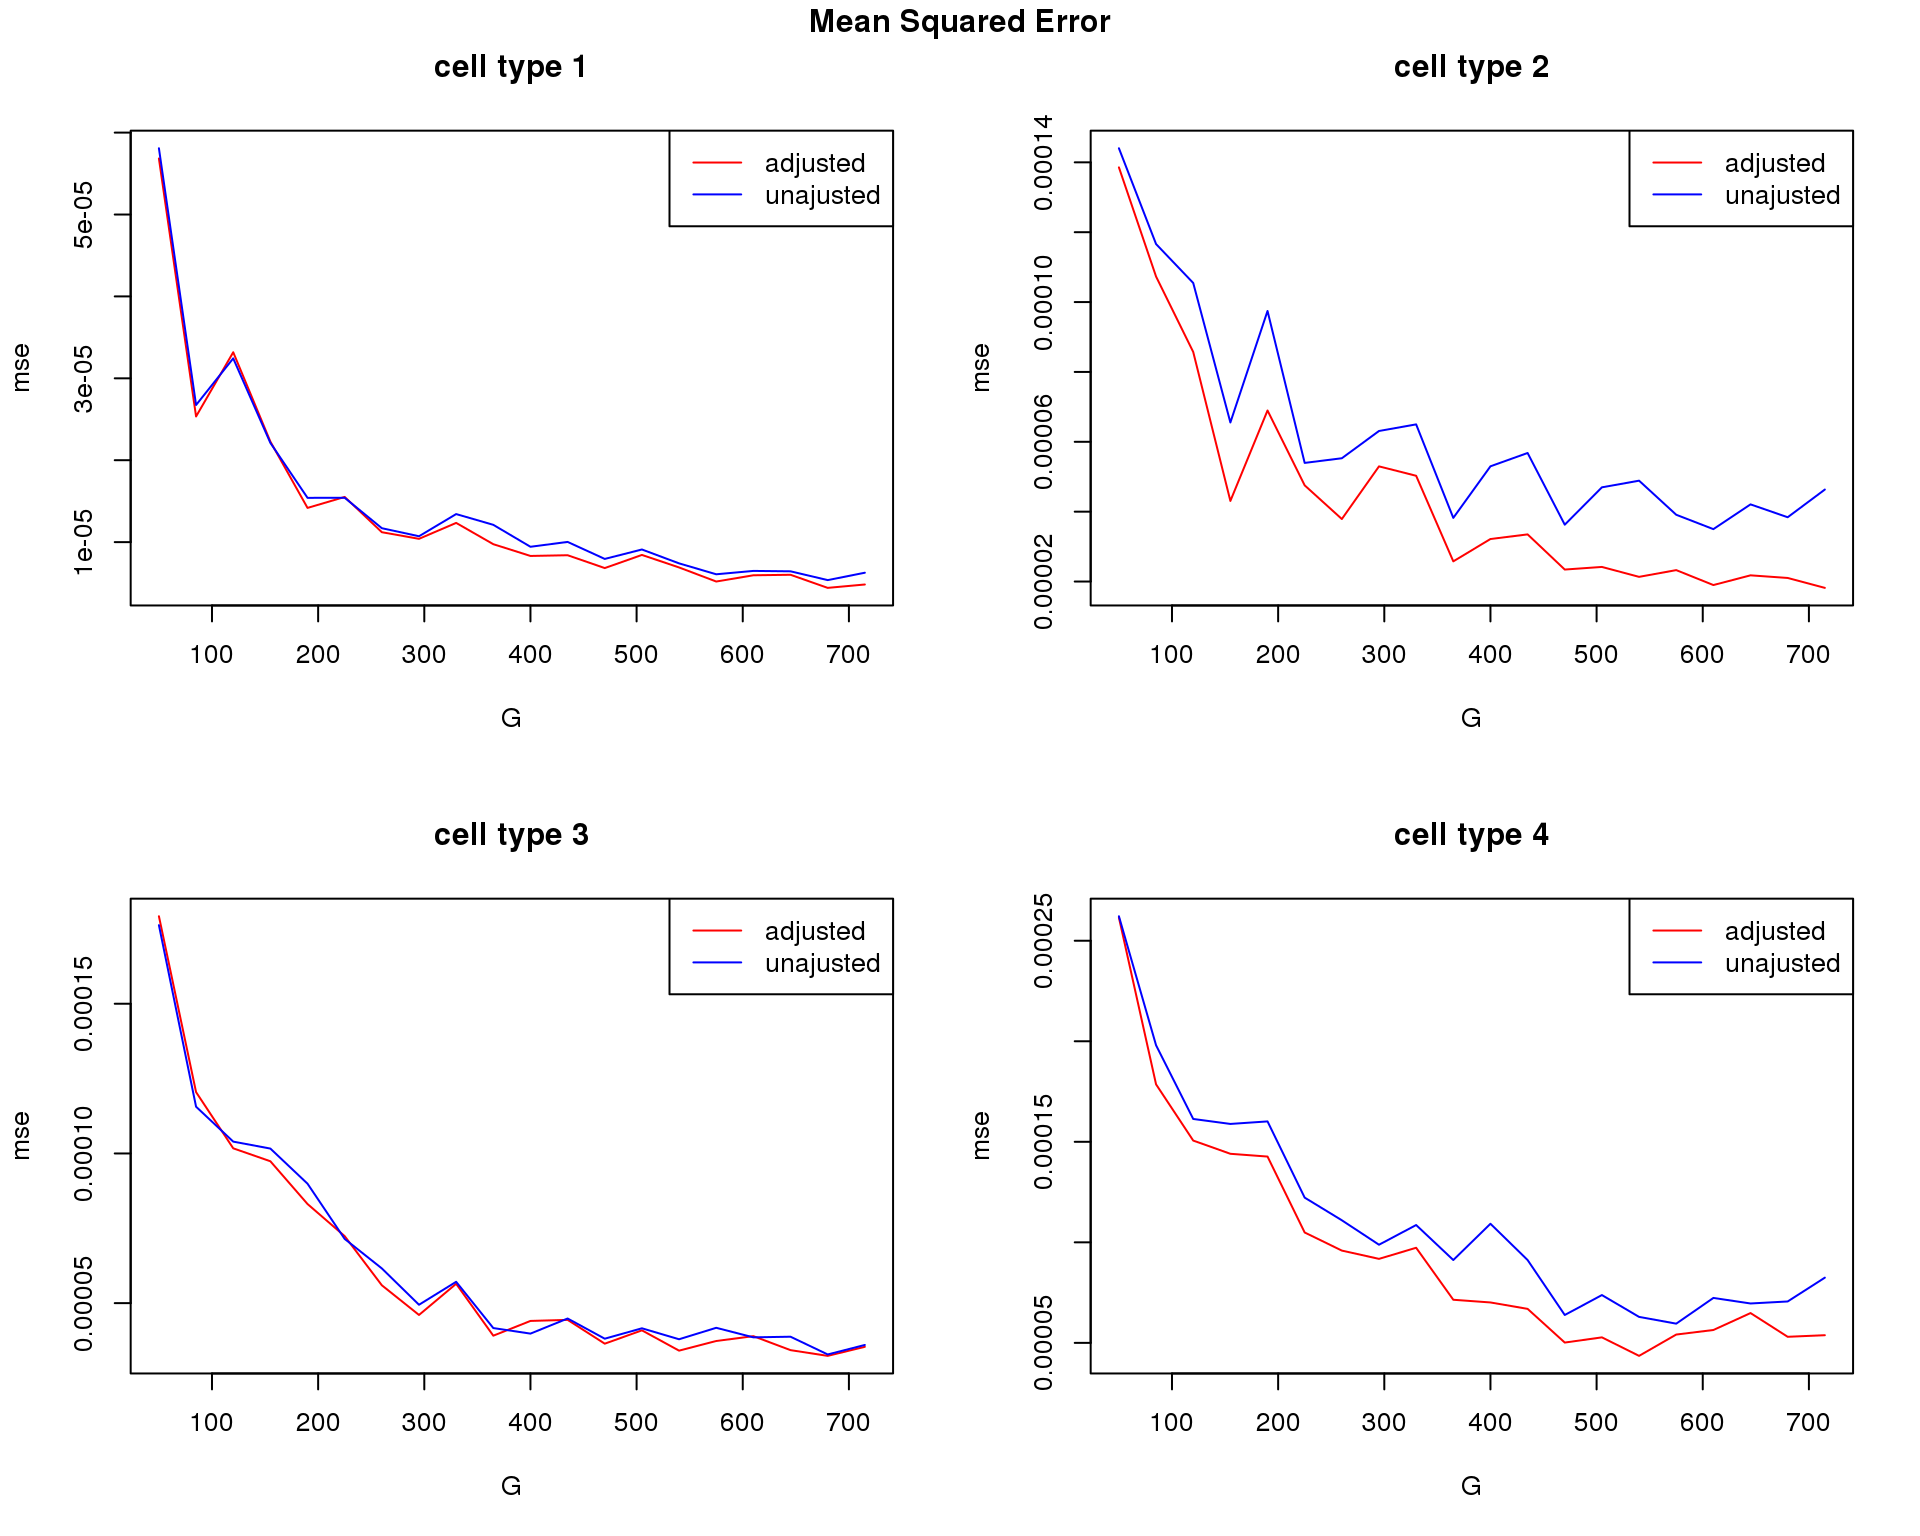 Mean Squared Error
cell type 1
adjusted
unajusted
mse
5e-05
3e-05
1e-05
100 200 300 400 500 600 700
G
cell type 2
adjusted
unajusted
mse
0.00014
0.00010
0.00006
0.00002
100 200 300 400 500 600 700
G
cell type 3
adjusted
unajusted
mse
0.00015
0.00010
0.00005
100 200 300 400 500 600 700
G
cell type 4
adjusted
unajusted
mse
0.00025
0.00015
0.00005
100 200 300 400 500 600 700
G